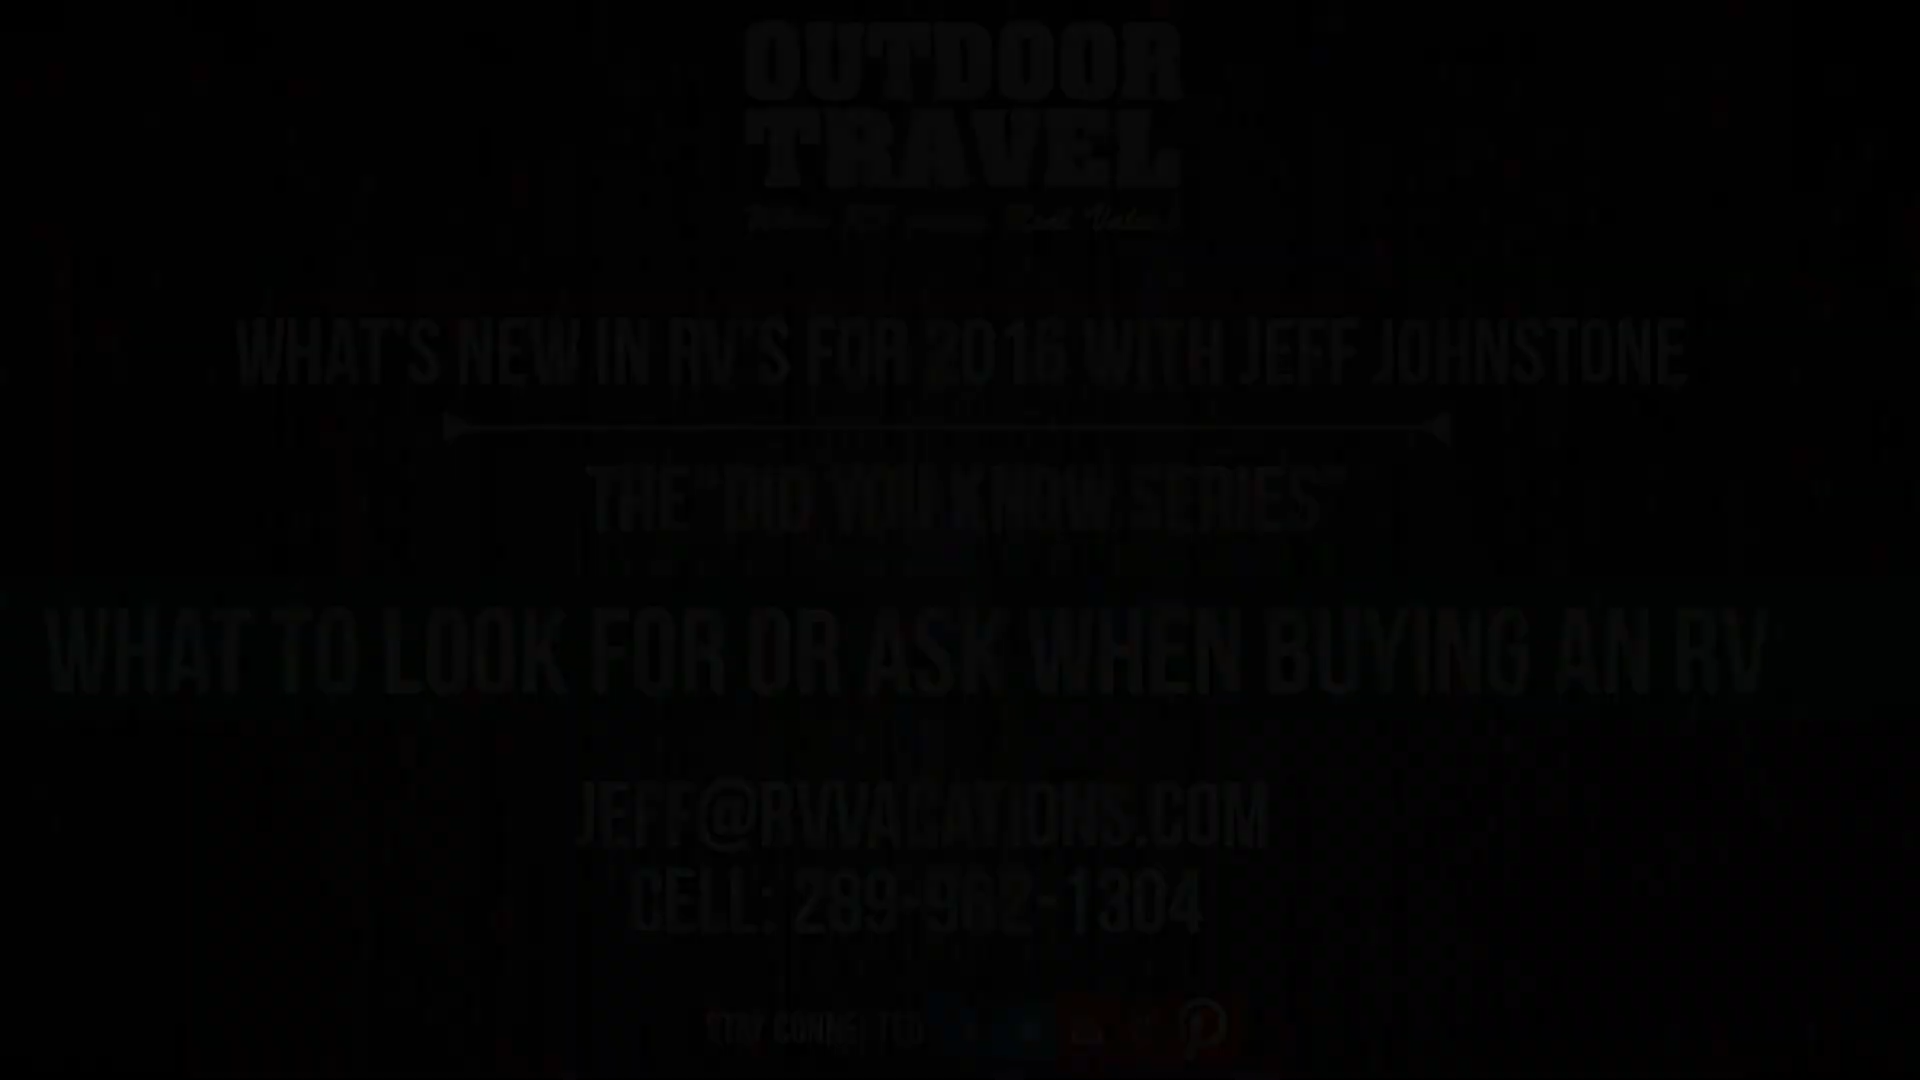 OUTDOOR
TRAVEL
WHAT'S NEW IN RV'S FOR 2016 WITH JEFF JOHNSTONE
THE "DID YOU KNOW SERIES"
WHAT TO LOOK FOR OR ASK WHEN BUYING AN RV
JEFF@RVVACATIONS.COM
CELL: 289-962-1304
STAY CONNECTED